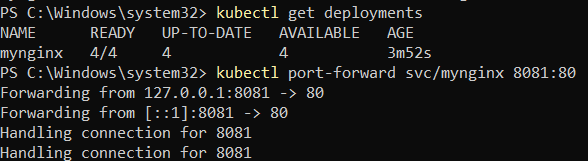 PS C:\Windows\system32> kubectl get deployments
NAME      READY   UP-TO-DATE   AVAILABLE   AGE
mynginx   4/4     4            4           3m52s
PS C:\Windows\system32> kubectl port-forward svc/mynginx 8081:80
Forwarding from 127.0.0.1:8081 -> 80
Forwarding from [::1]:8081 -> 80
Handling connection for 8081
Handling connection for 8081